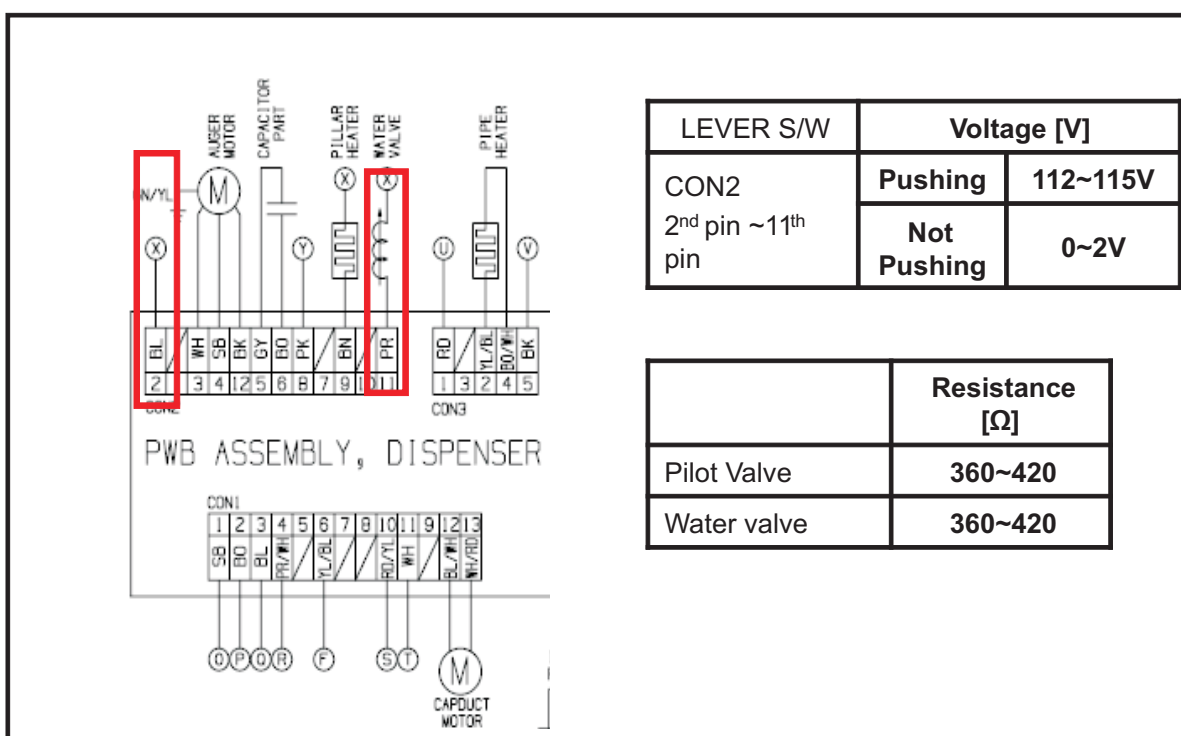 AUGER
MOTOR
CAPACITOR
PART
PILLAR
HEATER
WATER
VALVE
PIPE
HEATER
GN/YL
M
X
X
X
Y
U
V
BL
WH
SB
BK
GY
BO
PK
BN
PR
2 3 4 12 5 6 8 7 9 10 11
CON2
RD
YL/BL
BO/WH
BK
1 3 2 4 5
CON3
PWB ASSEMBLY, DISPENSER
CON1
1 2 3 4 5 6 7 8 10 11 9 12 13
SB
BO
BL
PR/WH
YL/BL
RD/YL
WH
BL/WH
WH/RD
O P Q R F S T
M
CAPDUCT
MOTOR
LEVER S/W Voltage [V]
CON2
2nd pin ~11th
pin
Pushing 112~115V
Not
Pushing
0~2V
Resistance
[Ω]
Pilot Valve 360~420
Water valve 360~420